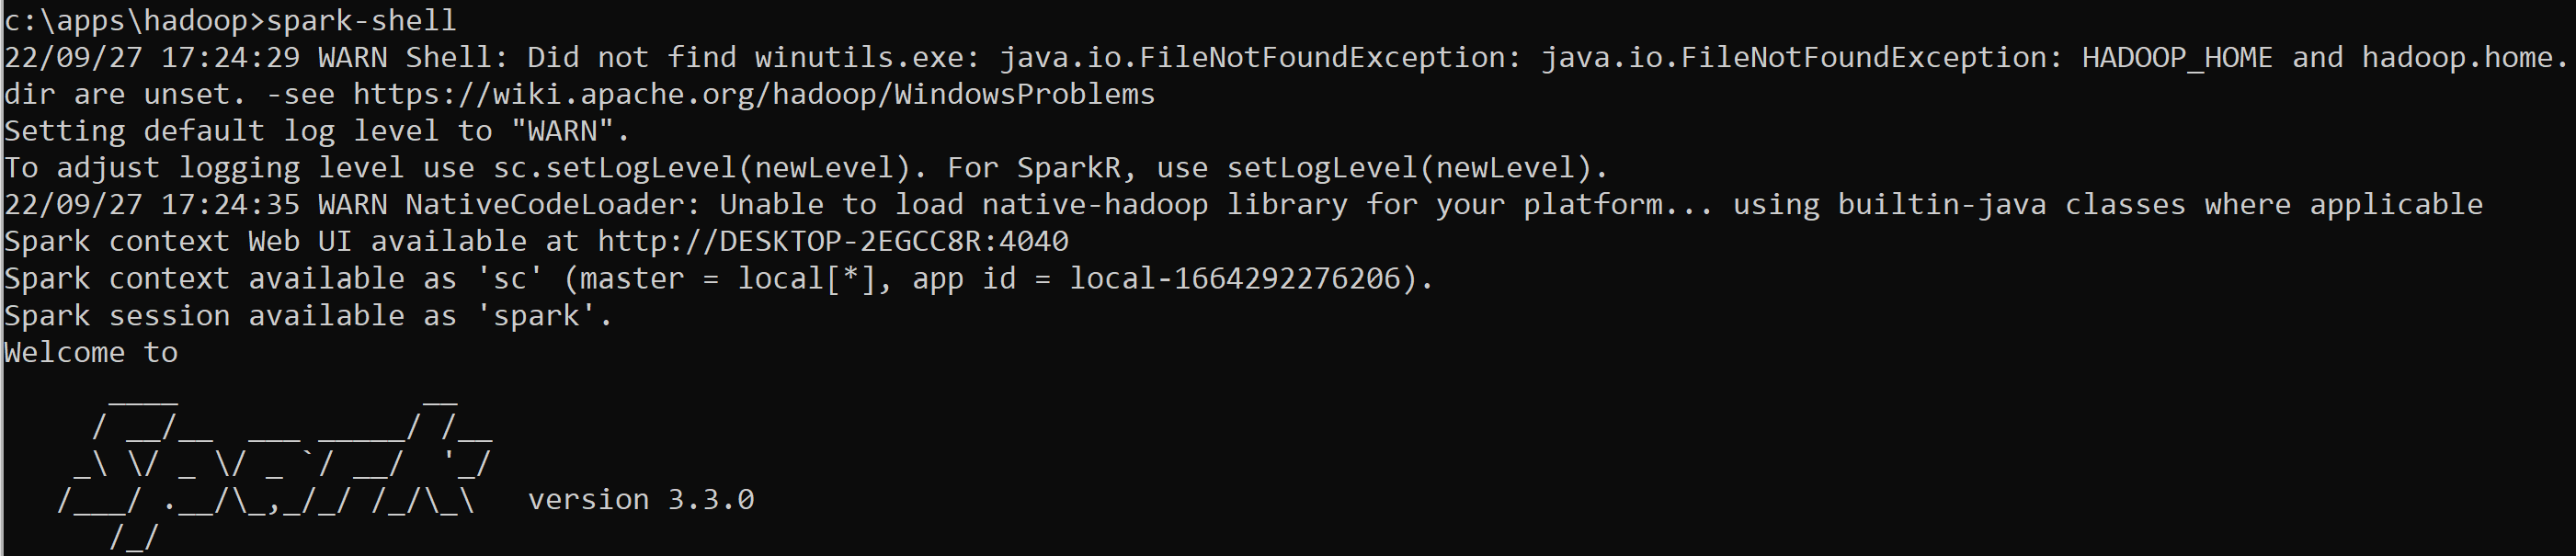 c:\apps\hadoop>spark-shell
22/09/27 17:24:29 WARN Shell: Did not find winutils.exe: java.io.FileNotFoundException: java.io.FileNotFoundException: HADOOP_HOME and hadoop.home.
dir are unset. -see https://wiki.apache.org/hadoop/WindowsProblems
Setting default log level to "WARN".
To adjust logging level use sc.setLogLevel(newLevel). For SparkR, use setLogLevel(newLevel).
22/09/27 17:24:35 WARN NativeCodeLoader: Unable to load native-hadoop library for your platform... using builtin-java classes where applicable
Spark context Web UI available at http://DESKTOP-2EGCC8R:4040
Spark context available as 'sc' (master = local[*], app id = local-1664292276206).
Spark session available as 'spark'.
Welcome to
      ____              __
     / __/__  ___ _____/ /__
    _\ \/ _ \/ _ `/ __/  '_/
   /___/ .__/\_,_/_/ /_/\_\   version 3.3.0
      /_/